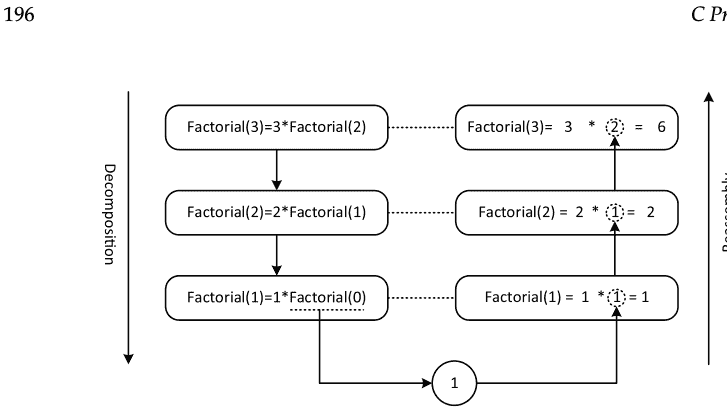 196
C Pr
Factorial(3)=3*Factorial(2)
Factorial(3)= 3 * 2 = 6
Decomposition
Factorial(2)=2*Factorial(1)
Factorial(2) = 2 * 1 = 2
Factorial(1)=1*Factorial(0)
Factorial(1) = 1 * 1 = 1
1